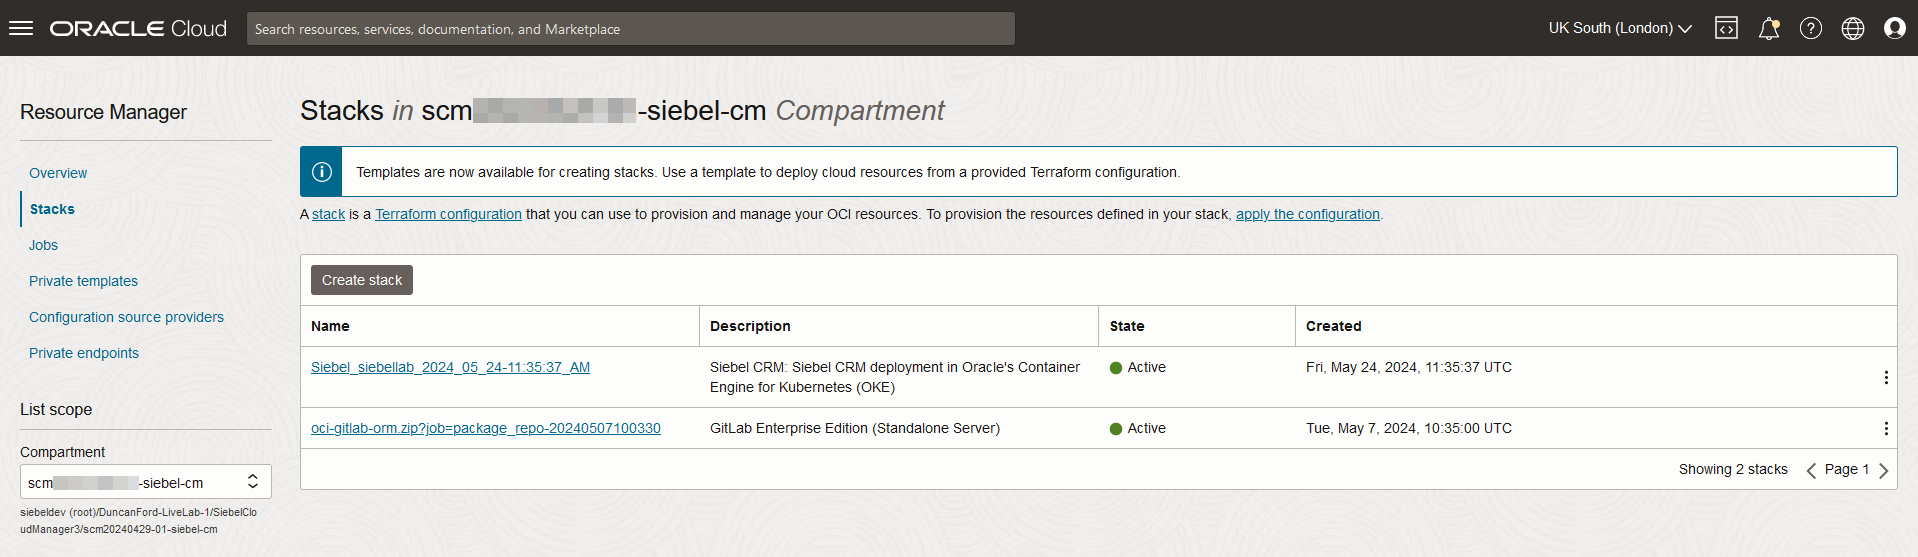 ORACLE Cloud
Search resources, services, documentation, and Marketplace
UK South (London)
Resource Manager
Overview
Stacks
Jobs
Private templates
Configuration source providers
Private endpoints
List scope
Compartment
scm -siebel-cm
siebeldev (root)/DuncanFord-LiveLab-1/SiebelClo
udManager3/scm20240429-01-siebel-cm
Stacks in scm -siebel-cm Compartment
Templates are now available for creating stacks. Use a template to deploy cloud resources from a provided Terraform configuration.
A stack is a Terraform configuration that you can use to provision and manage your OCI resources. To provision the resources defined in your stack, apply the configuration.
Create stack
Name Description State Created
Siebel_siebellab_2024_05_24-11:35:37_AM Siebel CRM: Siebel CRM deployment in Oracle's Container Active Fri, May 24, 2024, 11:35:37 UTC
Engine for Kubernetes (OKE)
oci-gitlab-orm.zip?job=package_repo-20240507100330 GitLab Enterprise Edition (Standalone Server) Active Tue, May 7, 2024, 10:35:00 UTC
Showing 2 stacks Page 1